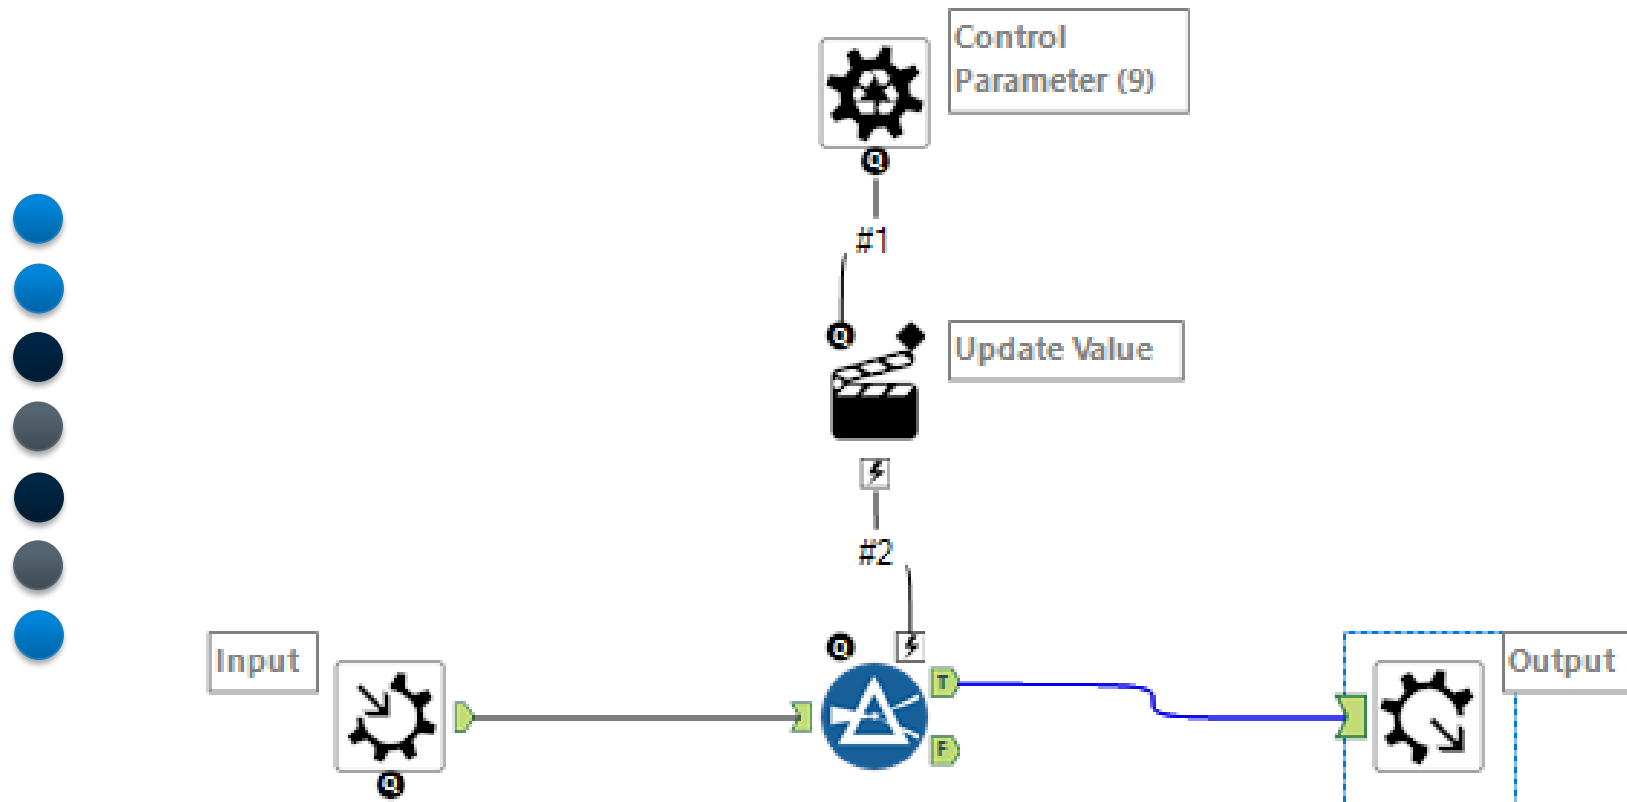 Control
Parameter (9)
Q
#1
Q
Update Value
#2
Input
Q
T
Output
F
Q